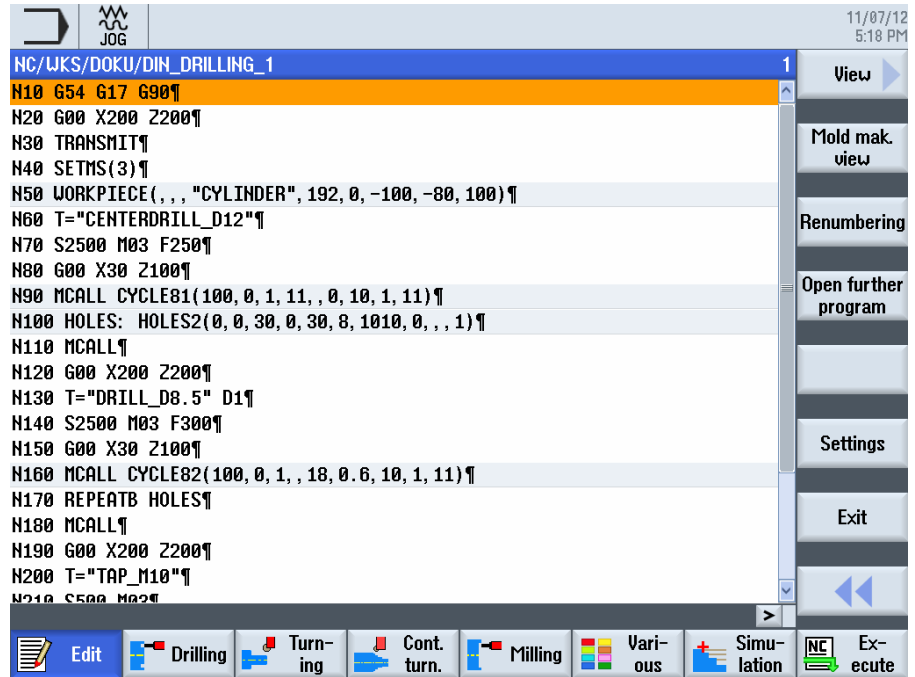 JOG
11/07/12
5:18 PM
NC/WKS/DOKU/DIN_DRILLING_1 1
N10 G54 G17 G90¶
N20 G00 X200 Z200¶
N30 TRANSMIT¶
N40 SETMS(3)¶
N50 WORKPIECE(,,,"CYLINDER",192,0,-100,-80,100)¶
N60 T="CENTERDRILL_D12"¶
N70 S2500 M03 F250¶
N80 G00 X30 Z100¶
N90 MCALL CYCLE81(100,0,1,11,,0,10,1,11)¶
N100 HOLES: HOLES2(0,0,30,0,30,8,1010,0,,,1)¶
N110 MCALL¶
N120 G00 X200 Z200¶
N130 T="DRILL_D8.5" D1¶
N140 S2500 M03 F300¶
N150 G00 X30 Z100¶
N160 MCALL CYCLE82(100,0,1,,18,0.6,10,1,11)¶
N170 REPEATB HOLES¶
N180 MCALL¶
N190 G00 X200 Z200¶
N200 T="TAP_M10"¶
N210 S500 M03¶
>
View
Mold mak.
view
Renumbering
Open further
program
Settings
Exit
Edit
Drilling
Turn-
ing
Cont.
turn.
Milling
Vari-
ous
Simu-
lation
NC
Ex-
ecute